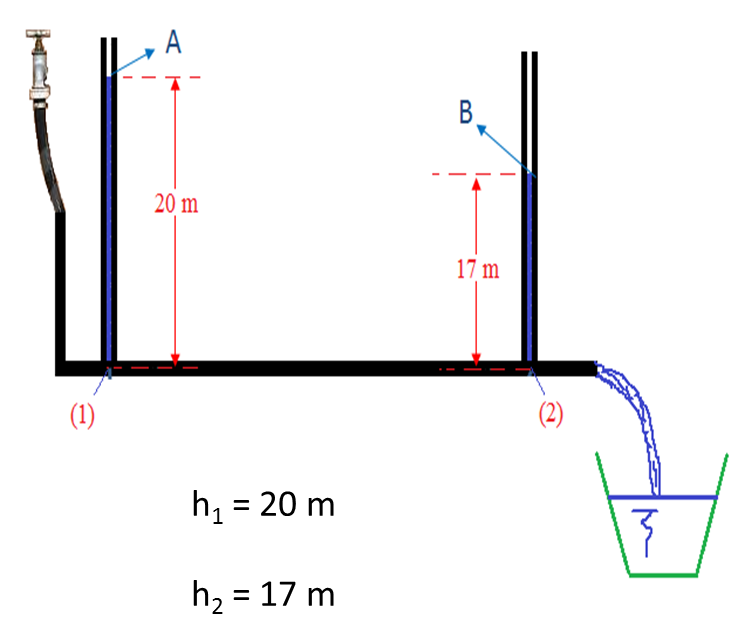 A
B
20 m
17 m
(1)
(2)
h₁ = 20 m
h₂ = 17 m